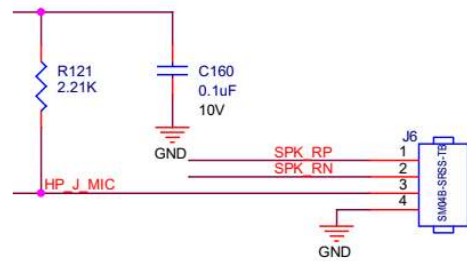 R121
2.21K
C160
0.1uF
10V
GND
J6
SPK_RP
1
SPK_RN
2
HP_J_MIC
3
4
SM04B-SRSS-TB
GND